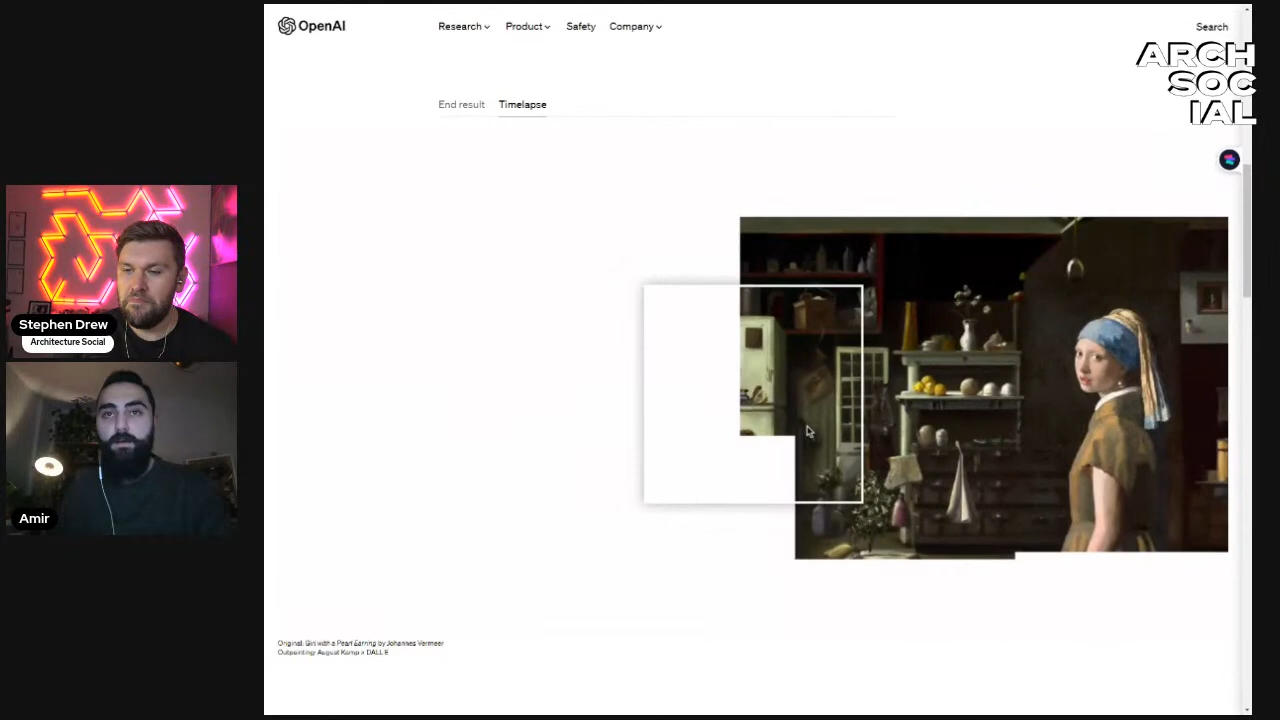 OpenAI
Research Product Safety Company
Search
ARCH
SOC
IAL
End result Timelapse
Stephen Drew
Architecture Social
Amir
Original: Girl with a Pearl Earring by Johannes Vermeer
Outpainting: August Kamp × DALL·E